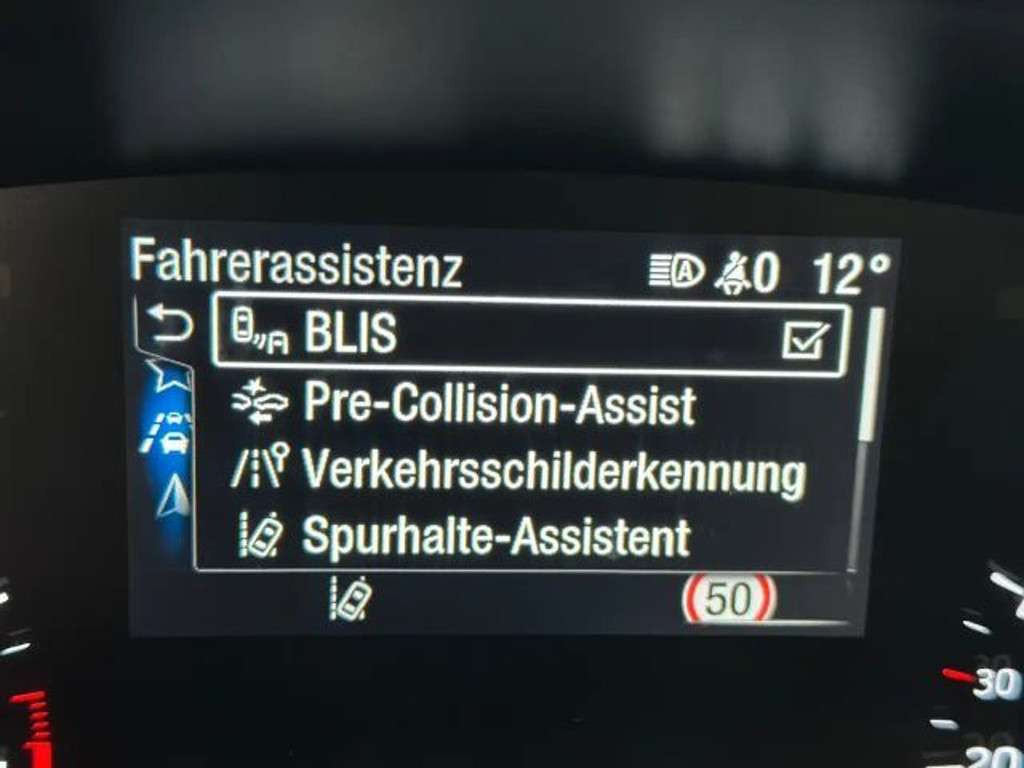 Fahrerassistenz A 0 12°
BLIS
Pre-Collision-Assist
Verkehrsschilderkennung
Spurhalte-Assistent
50
30
20